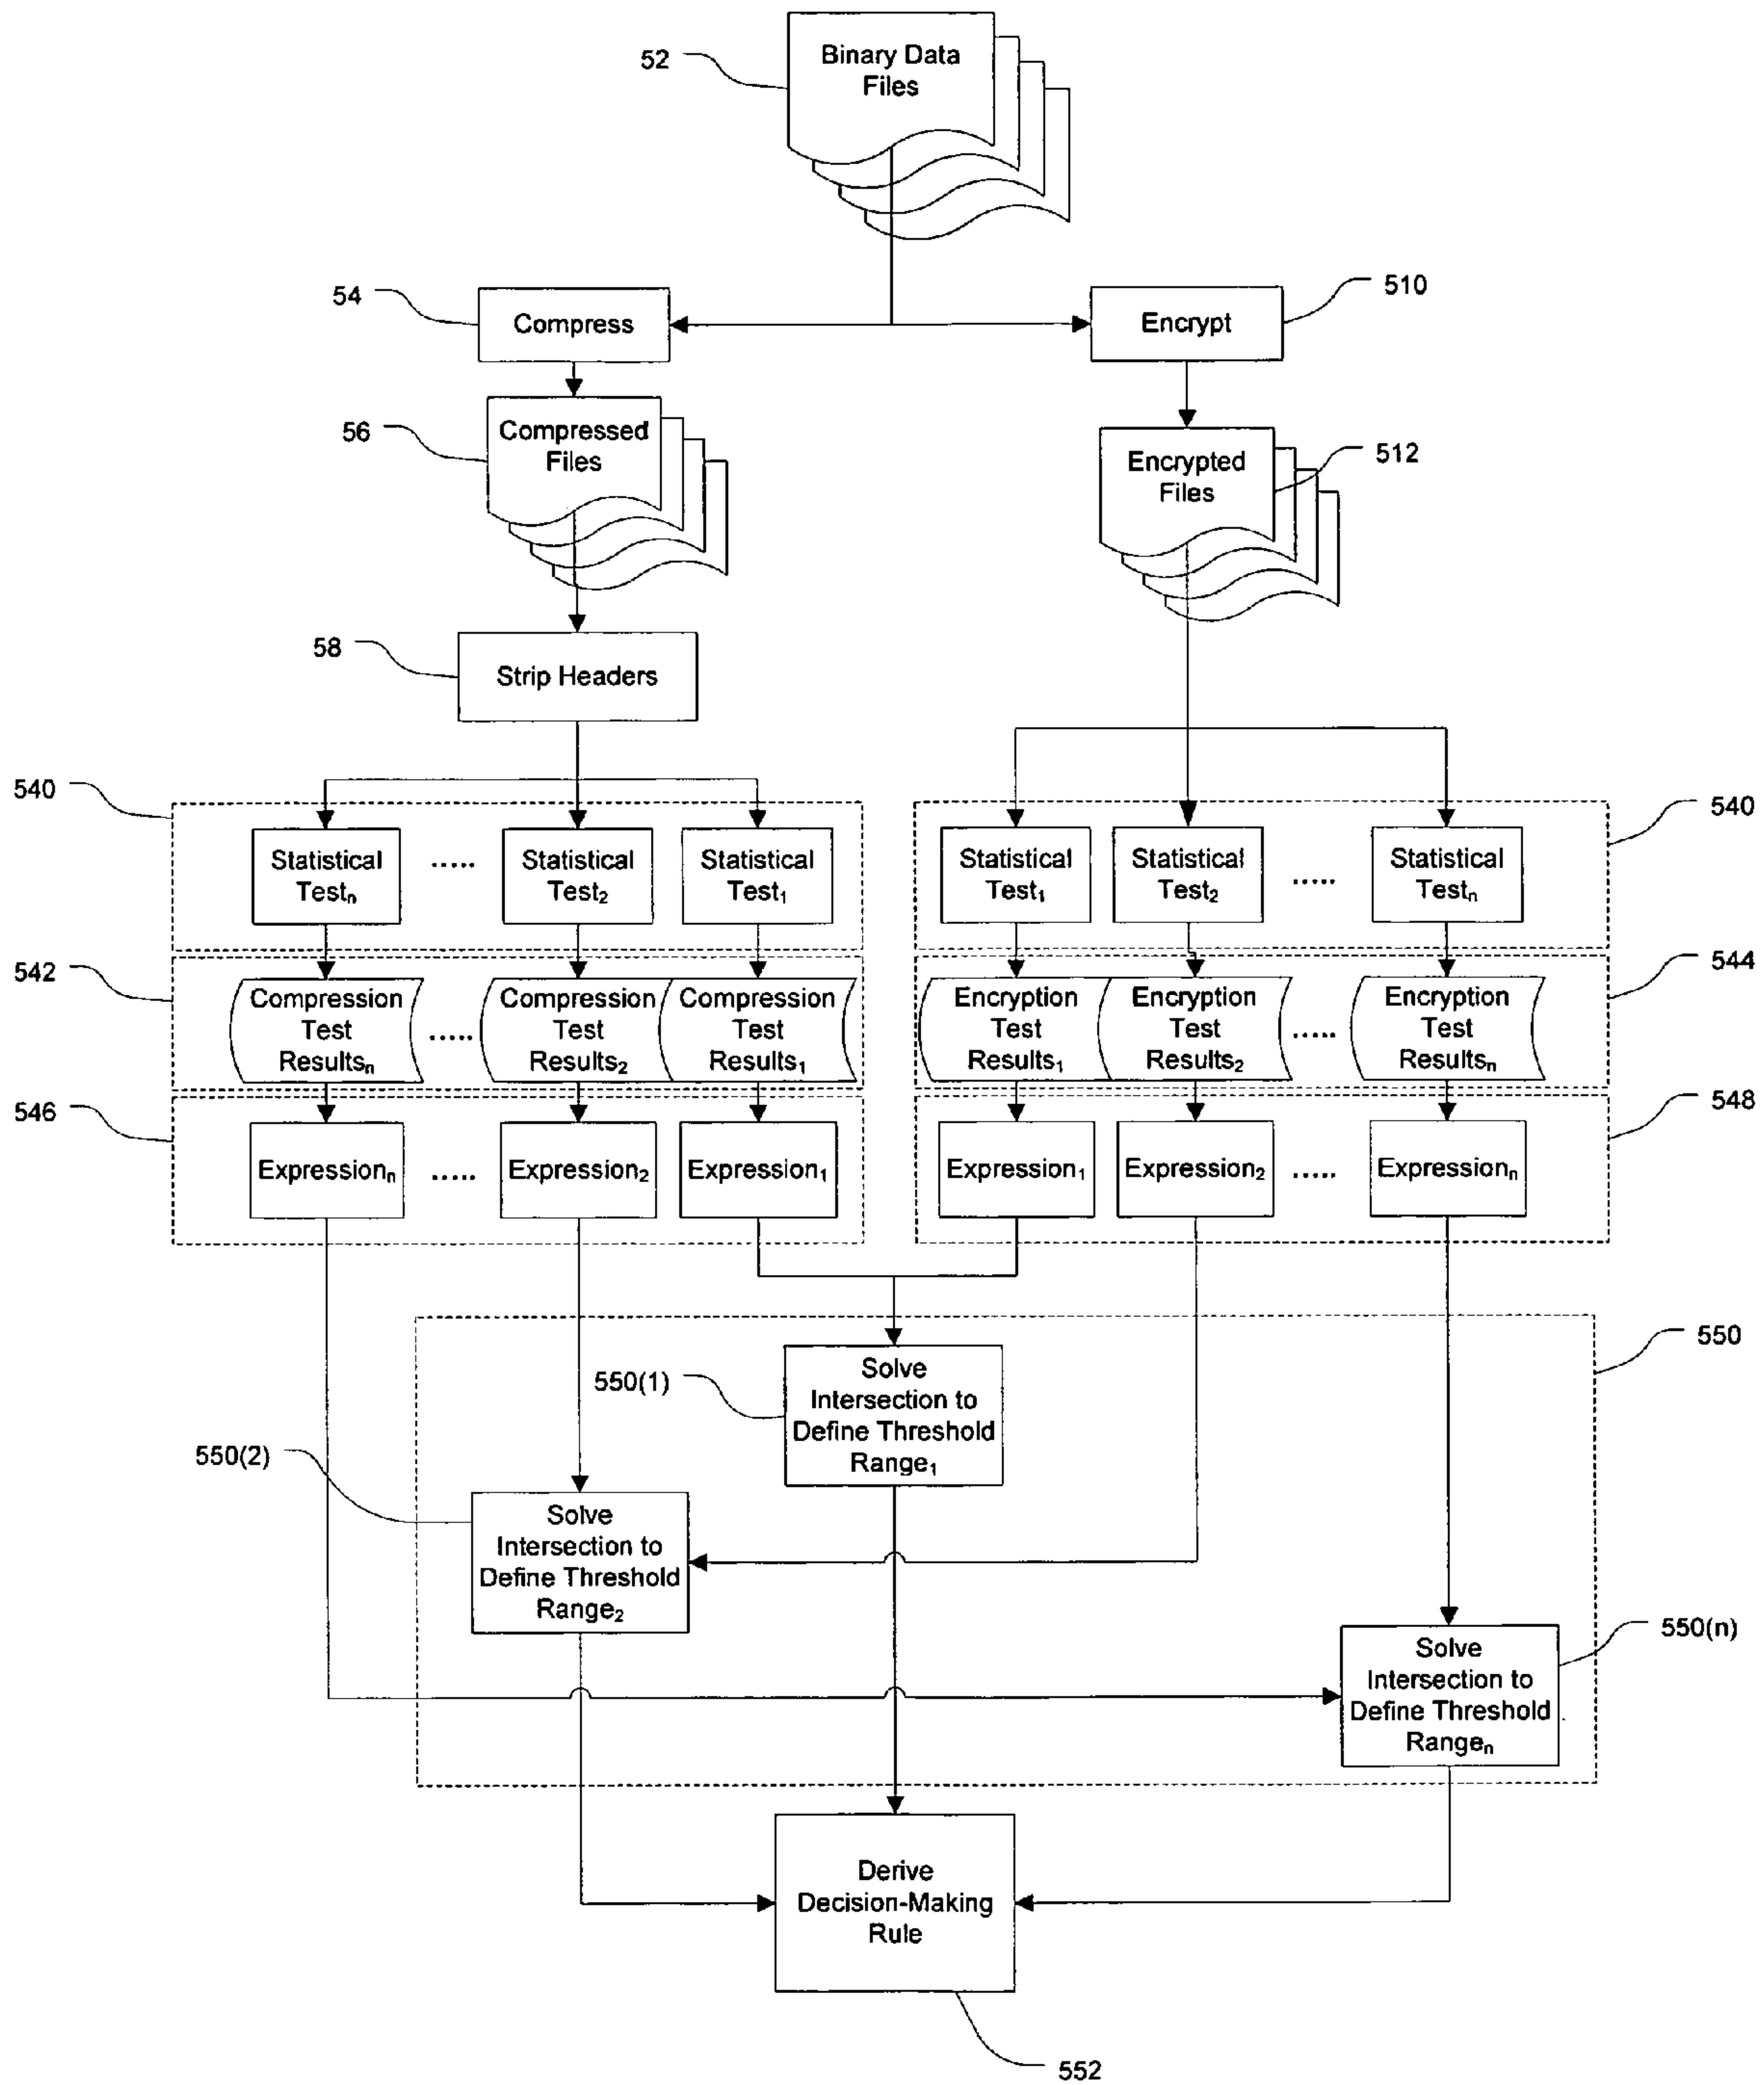 52
Binary Data
Files
54
Compress
Encrypt
510
56
Compressed
Files
Encrypted
Files
512
58
Strip Headers
540
540
Statistical
Testₙ
.....
Statistical
Test₂
Statistical
Test₁
Statistical
Test₁
Statistical
Test₂
.....
Statistical
Testₙ
542
544
Compression
Test
Resultsₙ
.....
Compression
Test
Results₂
Compression
Test
Results₁
Encryption
Test
Results₁
Encryption
Test
Results₂
.....
Encryption
Test
Resultsₙ
546
548
Expressionₙ
.....
Expression₂
Expression₁
Expression₁
Expression₂
.....
Expressionₙ
550
550(1)
Solve
Intersection to
Define Threshold
Range₁
550(2)
Solve
Intersection to
Define Threshold
Range₂
550(n)
Solve
Intersection to
Define Threshold
Rangeₙ
Derive
Decision-Making
Rule
552